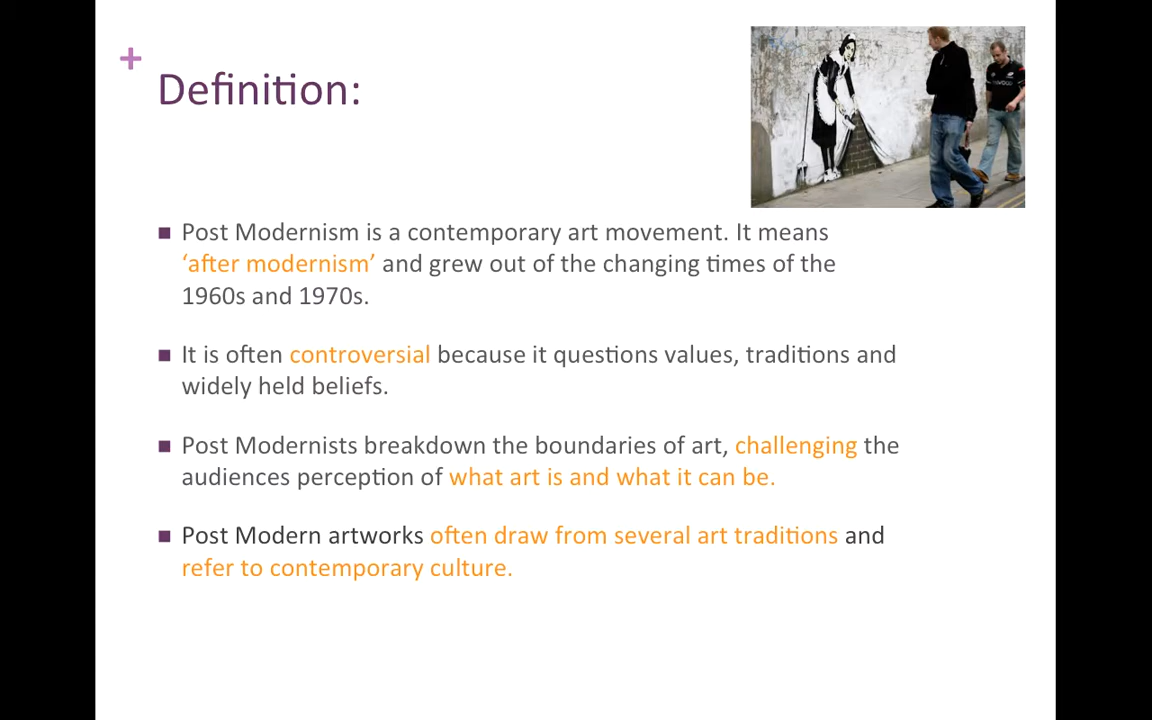 +
Definition:
Post Modernism is a contemporary art movement. It means
‘after modernism’ and grew out of the changing times of the
1960s and 1970s.
It is often controversial because it questions values, traditions and
widely held beliefs.
Post Modernists breakdown the boundaries of art, challenging the
audiences perception of what art is and what it can be.
Post Modern artworks often draw from several art traditions and
refer to contemporary culture.